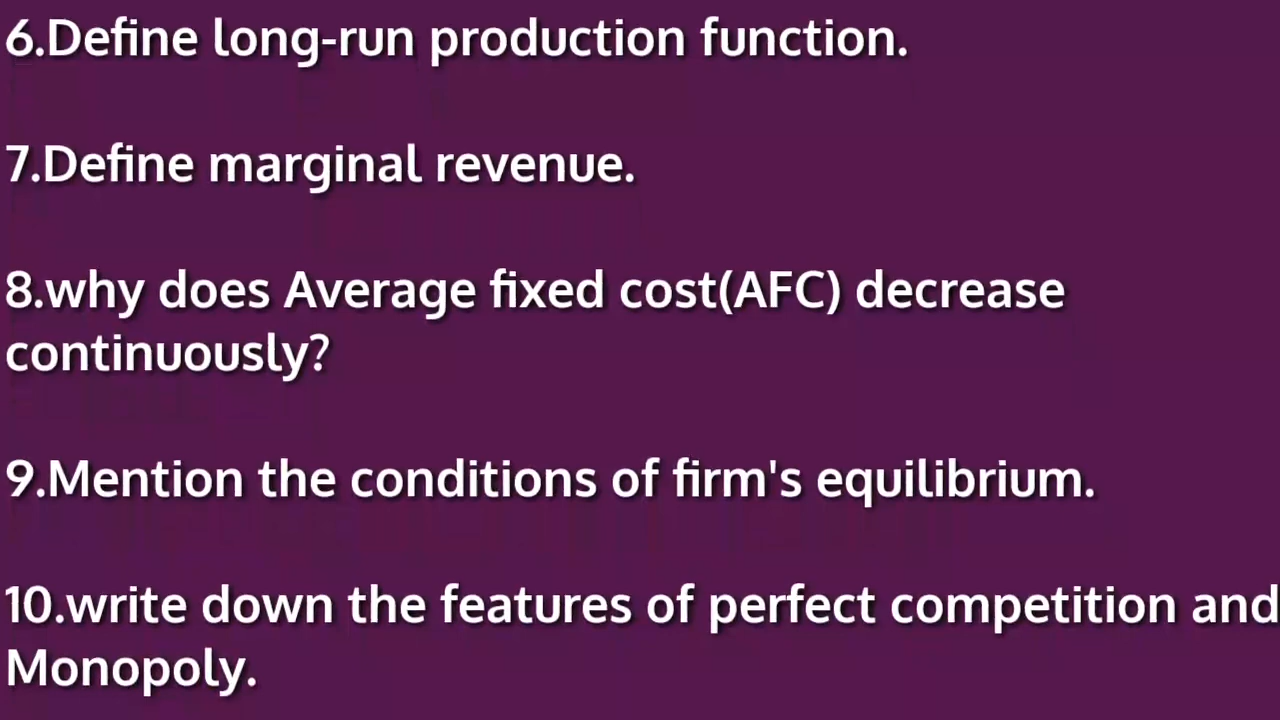 6.Define long-run production function.
7.Define marginal revenue.
8.why does Average fixed cost(AFC) decrease
continuously?
9.Mention the conditions of firm's equilibrium.
10.write down the features of perfect competition and
Monopoly.